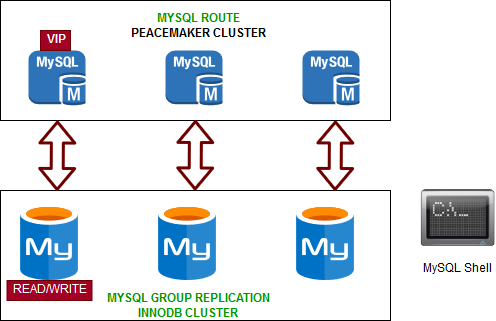 MYSQL ROUTE
PEACEMAKER CLUSTER
VIP
MySQL MySQL MySQL
M M M
My My My
C:\_
READ/WRITE
MySQL Shell
MYSQL GROUP REPLICATION
INNODB CLUSTER